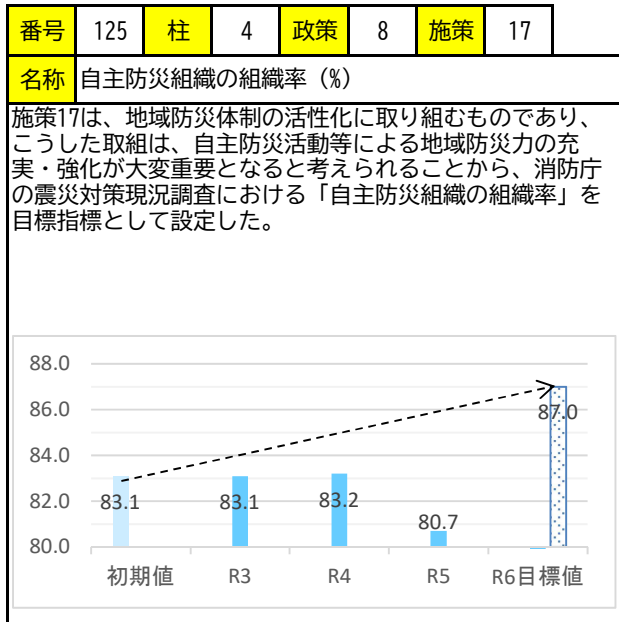 番号 125 柱 4 政策 8 施策 17
名称 自主防災組織の組織率（%）
施策17は、地域防災体制の活性化に取り組むものであり、
こうした取組は、自主防災活動等による地域防災力の充
実・強化が大変重要となると考えられることから、消防庁
の震災対策現況調査における「自主防災組織の組織率」を
目標指標として設定した。
88.0
86.0
84.0
82.0
80.0
83.1
83.1
83.2
80.7
87.0
初期値 R3 R4 R5 R6目標値